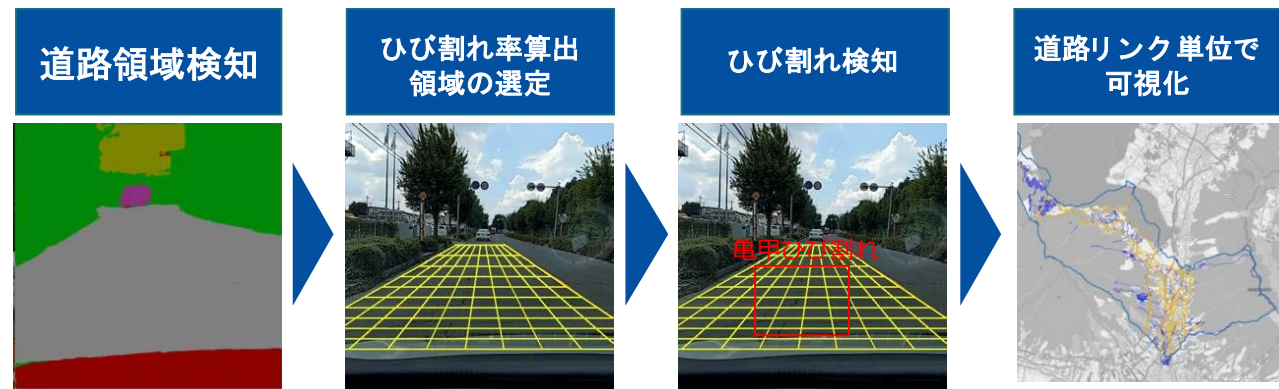 道路領域検知
ひび割れ率算出
領域の選定
ひび割れ検知
道路リンク単位で
可視化
亀甲ひび割れ